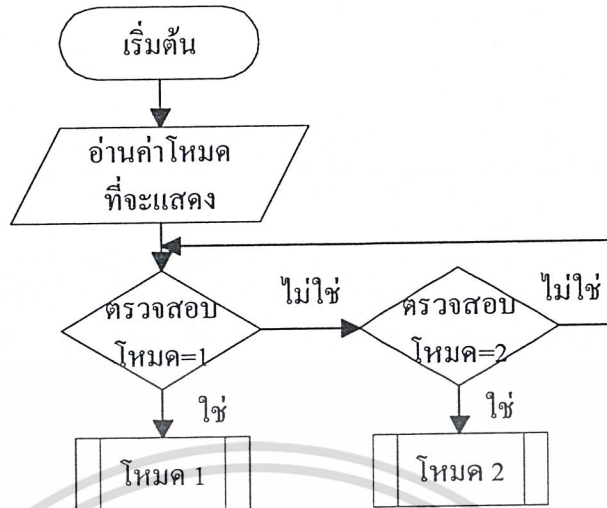 เริ่มต้น
อ่านค่าโหมด
ที่จะแสดง
ไม่ใช่
ไม่ใช่
ตรวจสอบ
โหมด=1
ตรวจสอบ
โหมด=2
ใช่
ใช่
โหมด 1
โหมด 2